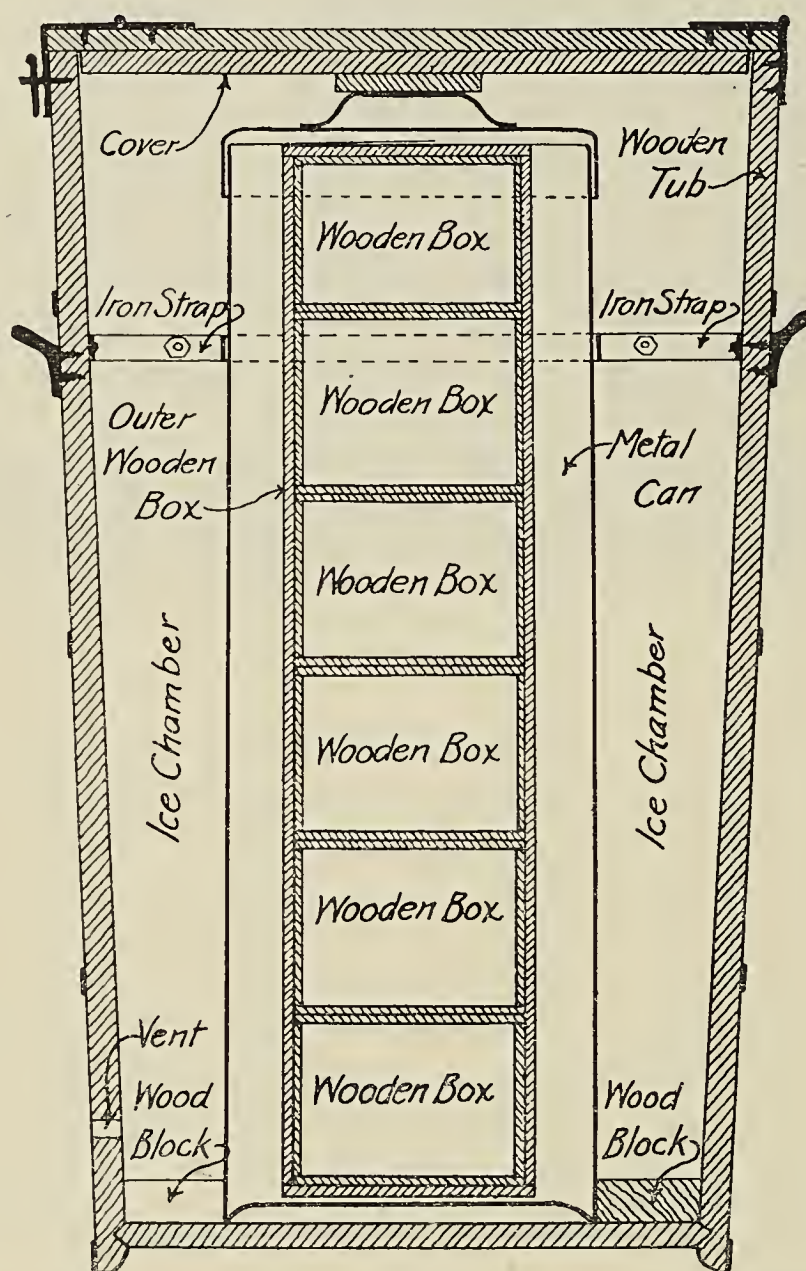 Cover
Wooden
Tub
Wooden Box
Iron Strap
Iron Strap
Wooden Box
Outer
Wooden
Box
Metal
Can
Wooden Box
Ice Chamber
Ice Chamber
Wooden Box
Wooden Box
Vent
Wood
Block
Wooden Box
Wood
Block